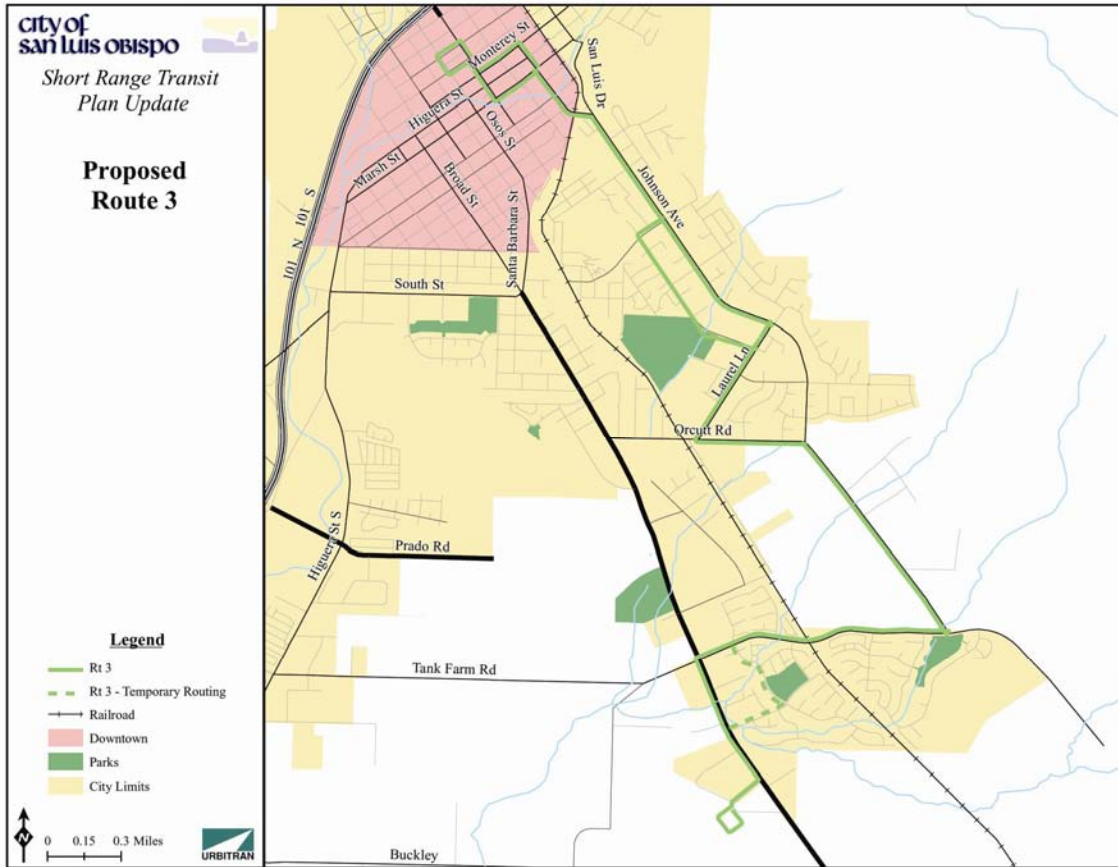 city of
san luis obispo
Short Range Transit
Plan Update
Proposed
Route 3
Legend
Rt 3
Rt 3 - Temporary Routing
Railroad
Downtown
Parks
City Limits
N
0 0.15 0.3 Miles
URBITRAN
Monterey St
San Luis Dr
Higuera St
Osos St
Marsh St
Broad St
Johnson Ave
101 N 101 S
Santa Barbara St
South St
Laurel Ln
Orcutt Rd
Higuera St S
Prado Rd
Tank Farm Rd
Buckley